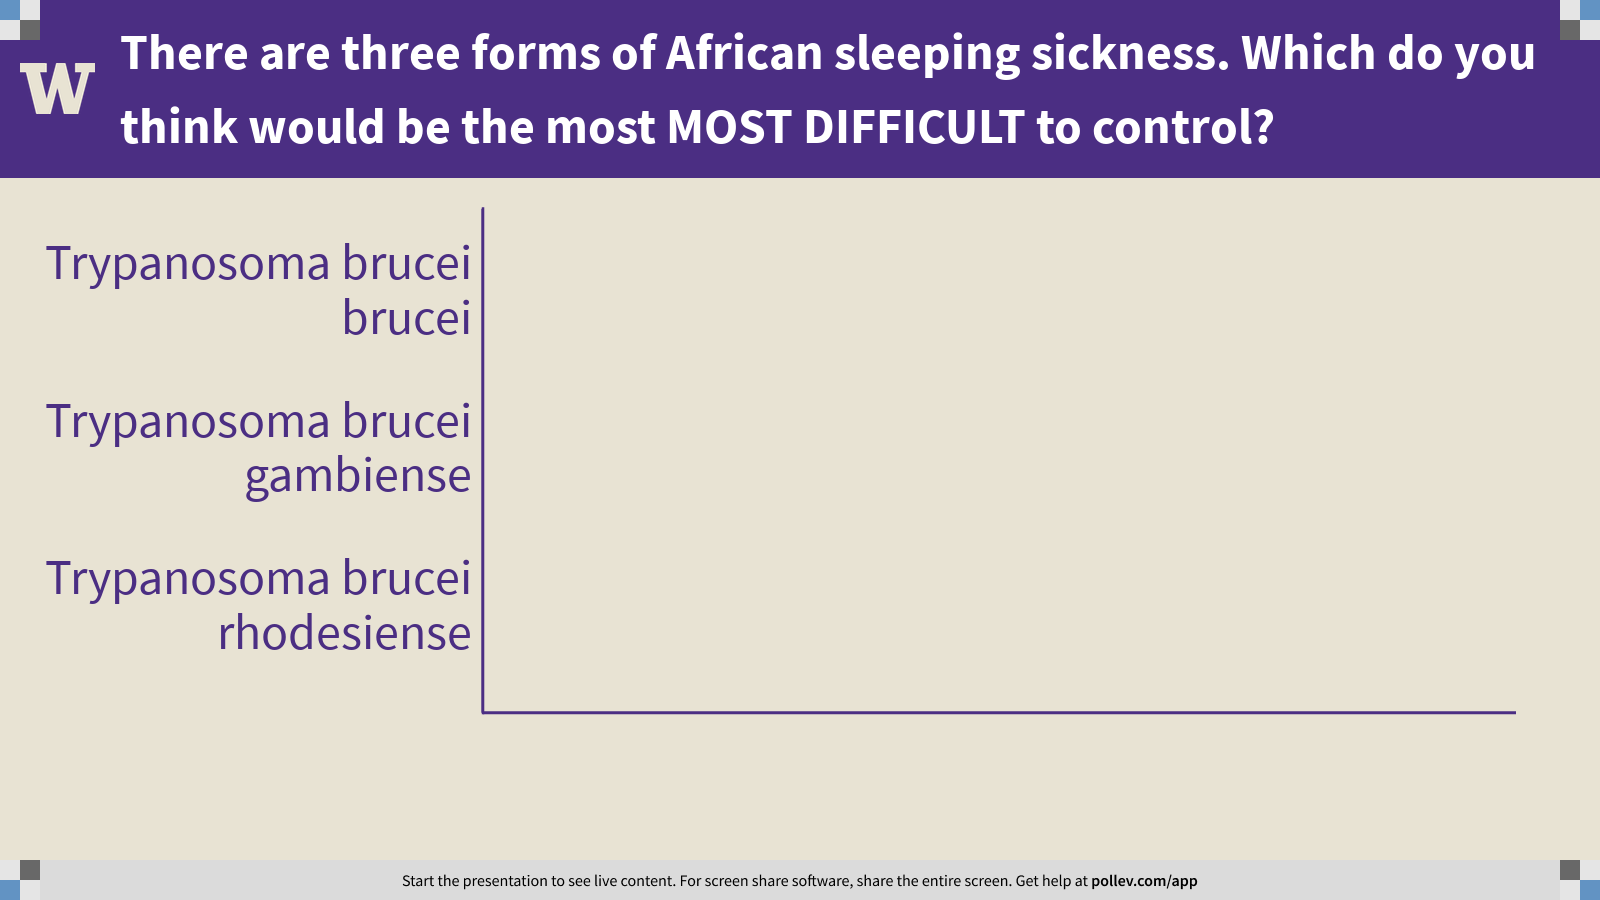 There are three forms of African sleeping sickness. Which do you
W
think would be the most MOST DIFFICULT to control?
Trypanosoma brucei
brucei
Trypanosoma brucei
gambiense
Trypanosoma brucei
rhodesiense
Start the presentation to see live content. For screen share software, share the entire screen. Get help at pollev.com/app